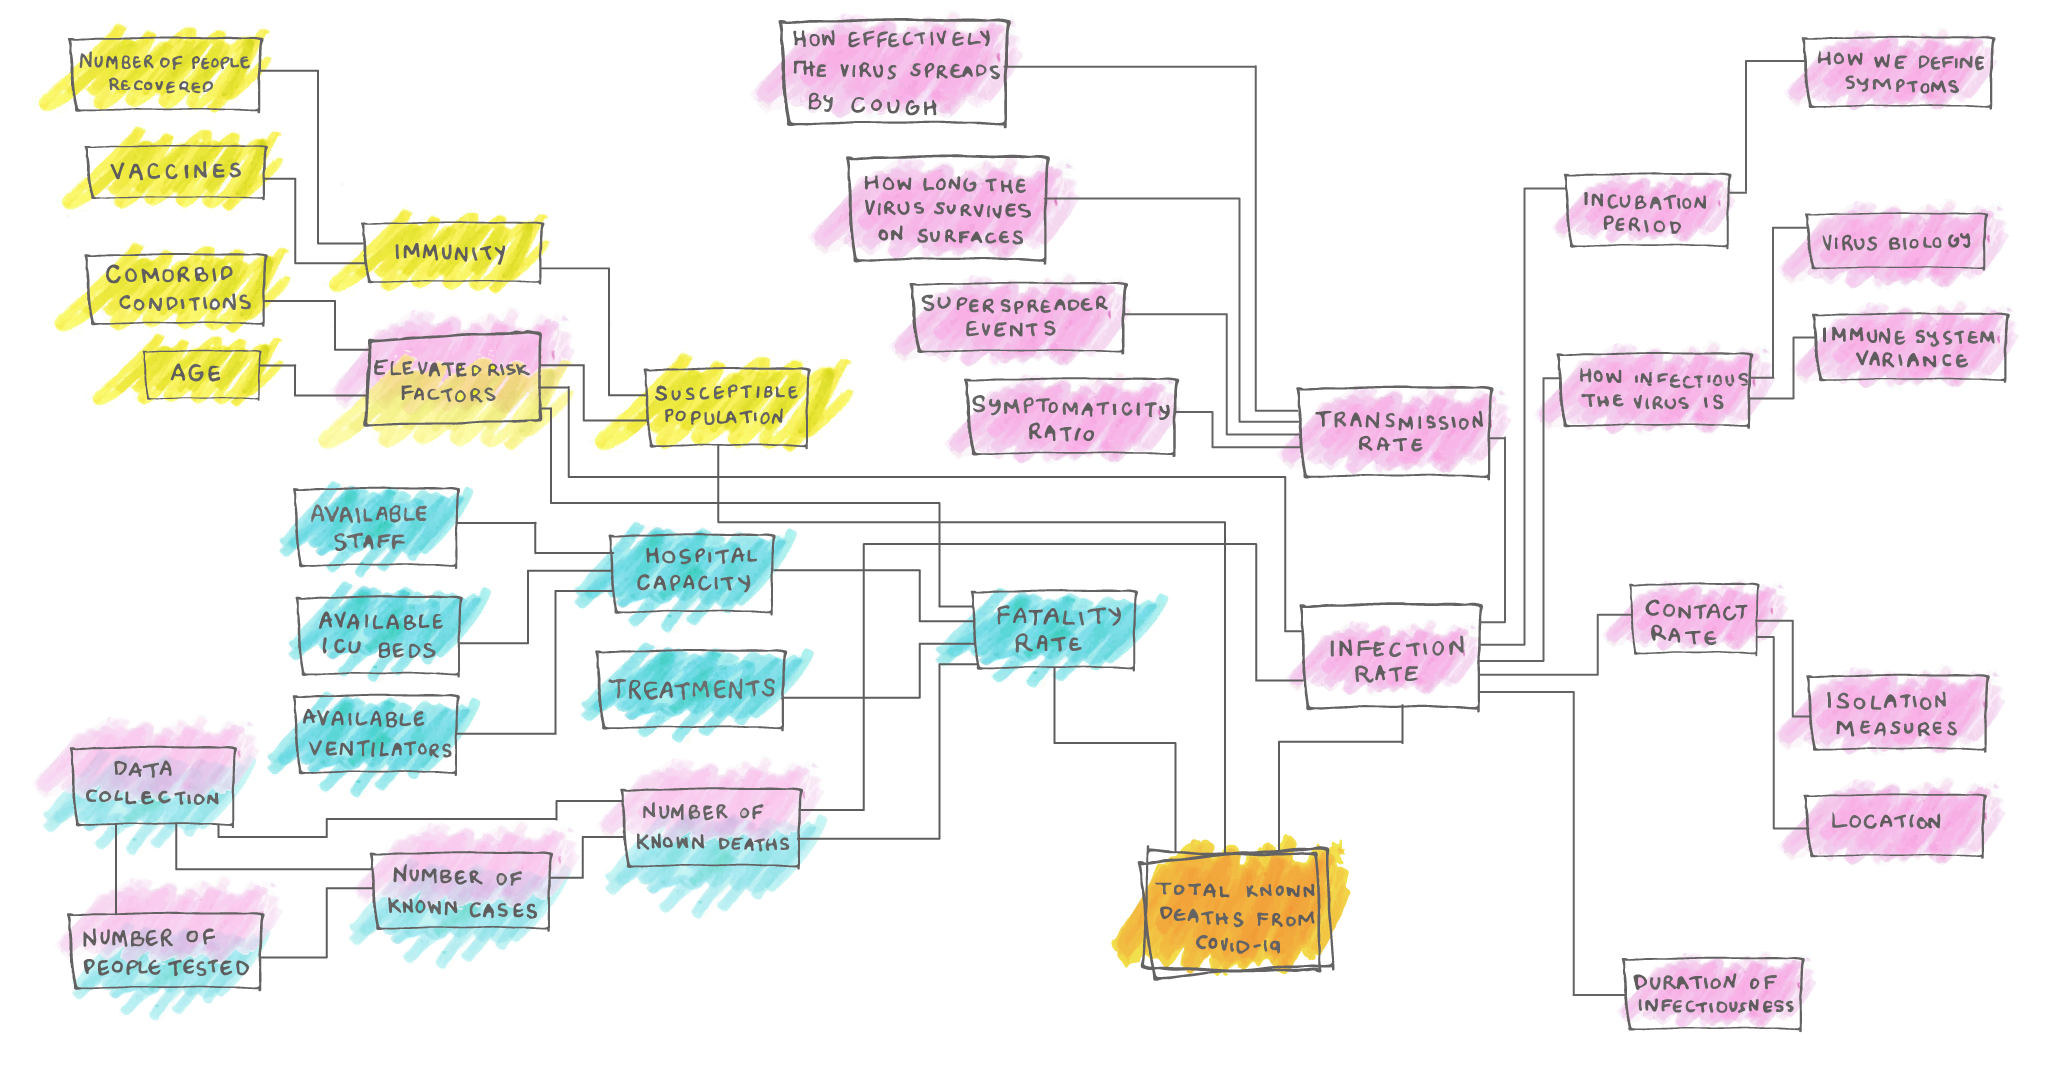 NUMBER OF PEOPLE
RECOVERED
VACCINES
COMORBID
CONDITIONS
AGE
IMMUNITY
ELEVATED RISK
FACTORS
SUSCEPTIBLE
POPULATION
HOW EFFECTIVELY
THE VIRUS SPREADS
BY COUGH
HOW LONG THE
VIRUS SURVIVES
ON SURFACES
SUPERSPREADER
EVENTS
SYMPTOMATICITY
RATIO
TRANSMISSION
RATE
HOW WE DEFINE
SYMPTOMS
INCUBATION
PERIOD
VIRUS BIOLOGY
IMMUNE SYSTEM
VARIANCE
HOW INFECTIOUS
THE VIRUS IS
AVAILABLE
STAFF
AVAILABLE
ICU BEDS
AVAILABLE
VENTILATORS
HOSPITAL
CAPACITY
TREATMENTS
FATALITY
RATE
INFECTION
RATE
CONTACT
RATE
ISOLATION
MEASURES
LOCATION
DURATION OF
INFECTIOUSNESS
DATA
COLLECTION
NUMBER OF
PEOPLE TESTED
NUMBER OF
KNOWN CASES
NUMBER OF
KNOWN DEATHS
TOTAL KNOWN
DEATHS FROM
COVID-19